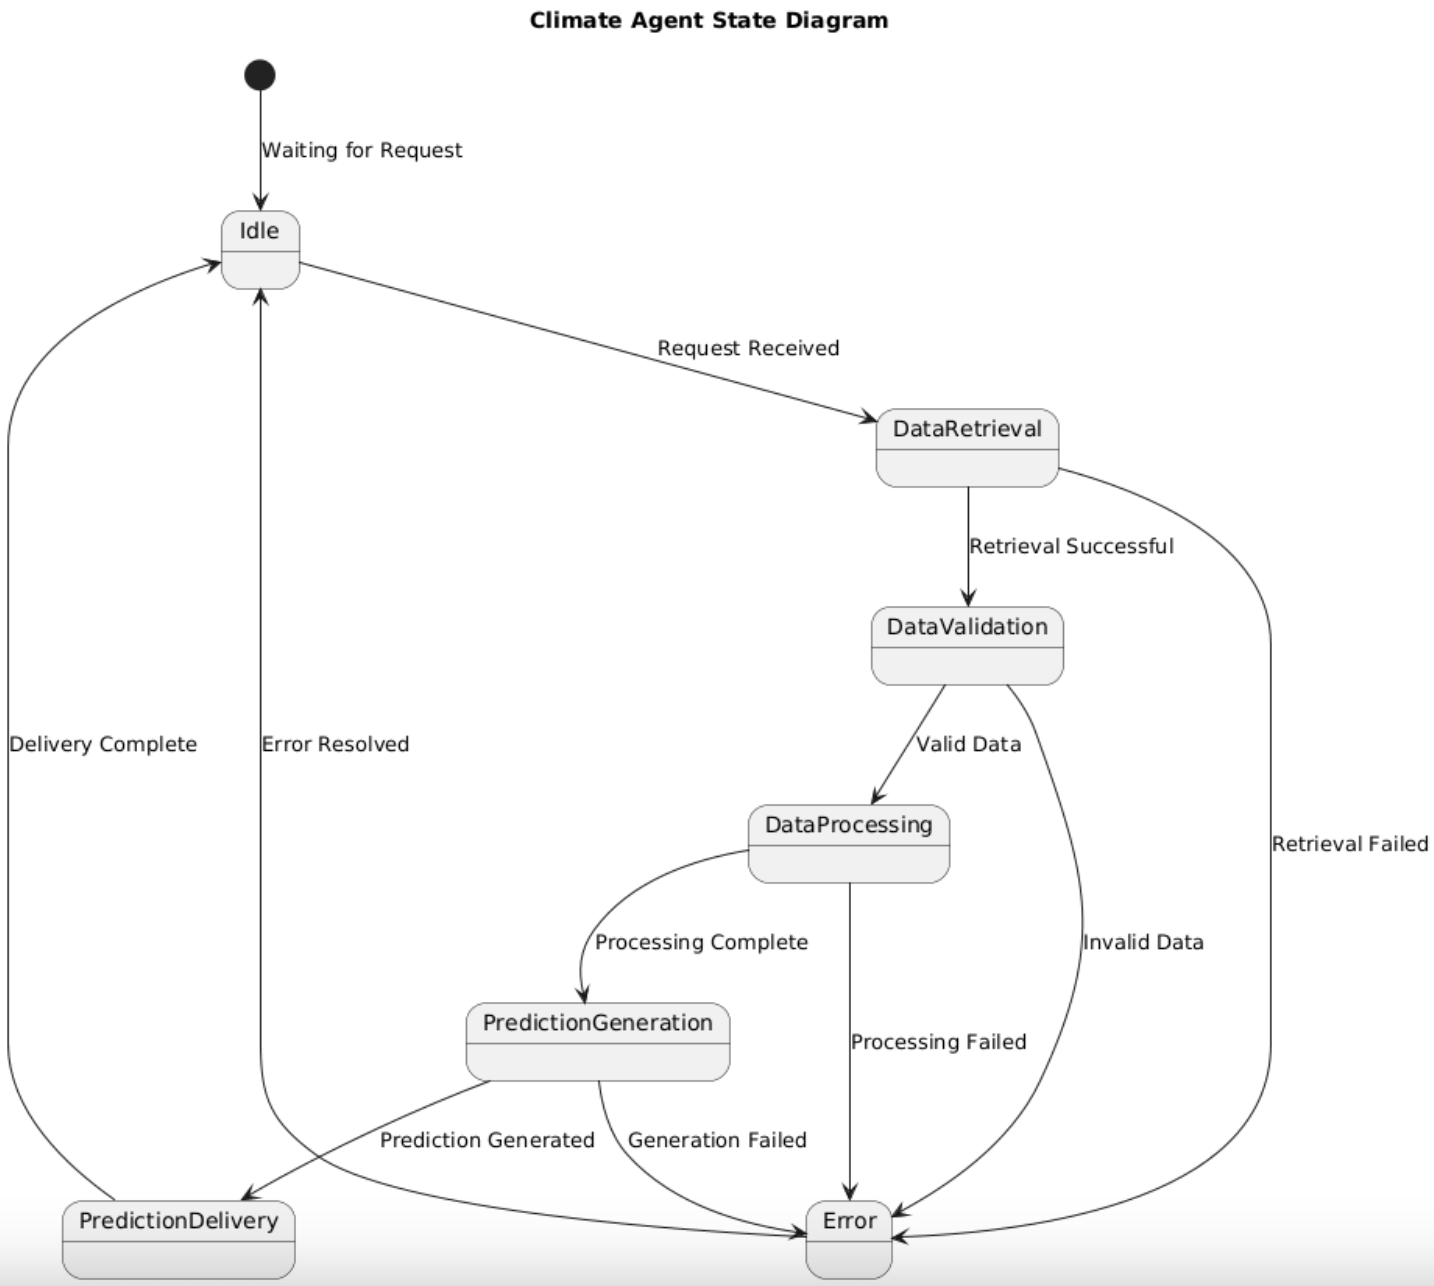 Climate Agent State Diagram
Waiting for Request
Idle
Request Received
DataRetrieval
Retrieval Successful
DataValidation
Delivery Complete
Error Resolved
Valid Data
DataProcessing
Retrieval Failed
Processing Complete
Invalid Data
PredictionGeneration
Processing Failed
Prediction Generated
Generation Failed
PredictionDelivery
Error